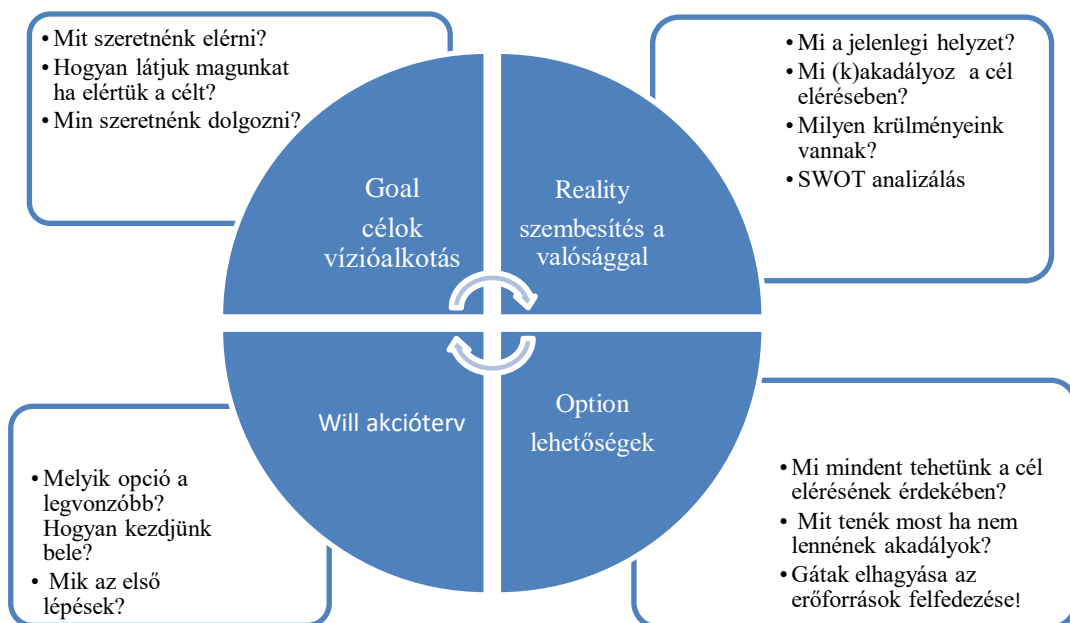 • Mit szeretnénk elérni?
• Hogyan látjuk magunkat
ha elértük a célt?
• Min szeretnénk dolgozni?
• Mi a jelenlegi helyzet?
• Mi (k)akadályoz a cél
elérésében?
• Milyen krülményeink
vannak?
• SWOT analizálás
Goal
célok
vízióalkotás
Reality
szembesítés a
valósággal
Will akcióterv
Option
lehetőségek
• Melyik opció a
legvonzóbb?
Hogyan kezdjünk
bele?
• Mik az első
lépések?
• Mi mindent tehetünk a cél
elérésének érdekében?
• Mit tenék most ha nem
lennének akadályok?
• Gátak elhagyása az
erőforrások felfedezése!